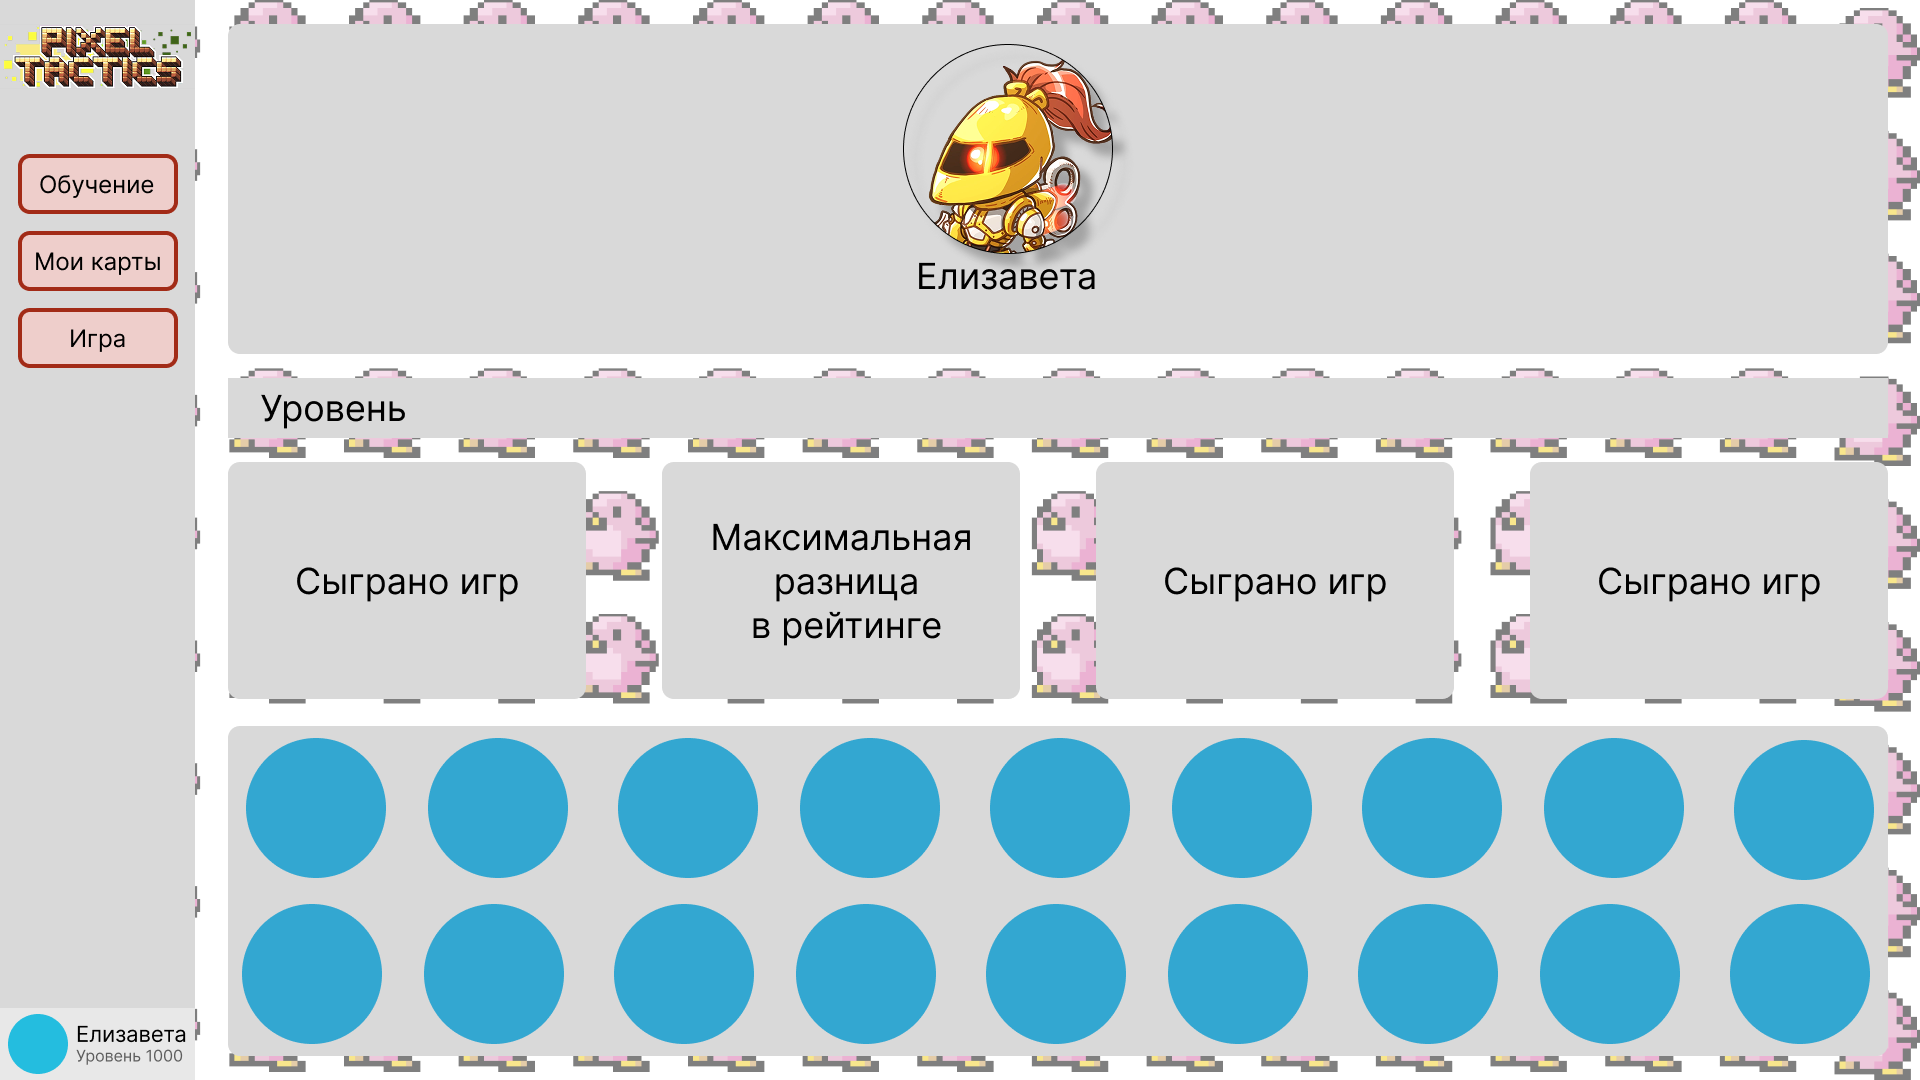 PIXEL
TACTICS
Обучение
Мои карты
Игра
Елизавета
Уровень
Сыграно игр
Максимальная
разница
в рейтинге
Сыграно игр
Сыграно игр
Елизавета
Уровень 1000